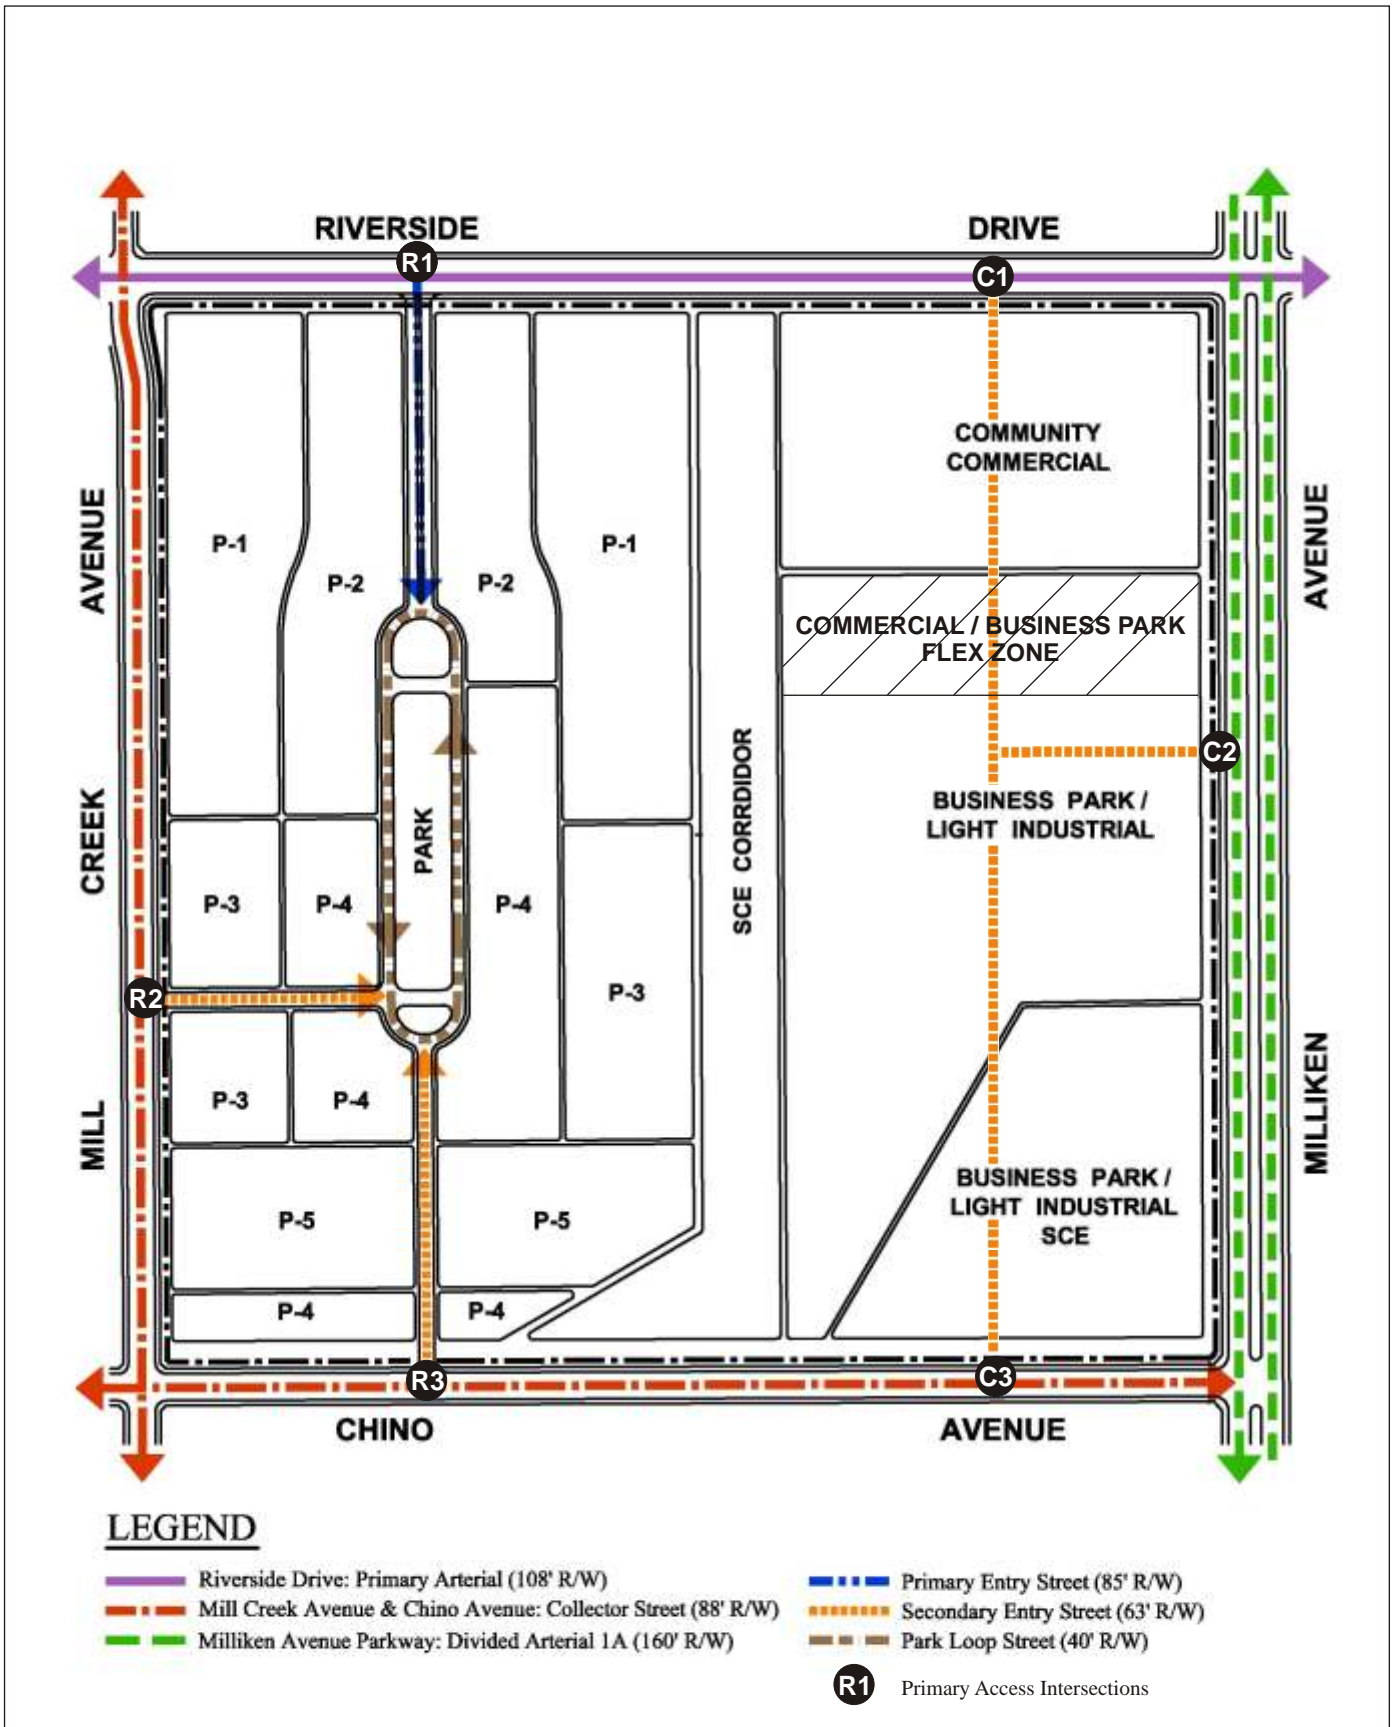 RIVERSIDE DRIVE
R1 C1
COMMUNITY
COMMERCIAL
AVENUE
AVENUE
P-1
P-2
P-2
P-1
COMMERCIAL / BUSINESS PARK
FLEX ZONE
C2
SCE CORRDIDOR
PARK
CREEK
BUSINESS PARK /
LIGHT INDUSTRIAL
P-3
P-4
P-4
P-3
R2
MILL
P-3
P-4
MILLIKEN
BUSINESS PARK /
LIGHT INDUSTRIAL
SCE
P-5
P-5
P-4
P-4
R3
C3
CHINO AVENUE
LEGEND
Riverside Drive: Primary Arterial (108' R/W)
Mill Creek Avenue & Chino Avenue: Collector Street (88' R/W)
Milliken Avenue Parkway: Divided Arterial 1A (160' R/W)
Primary Entry Street (85' R/W)
Secondary Entry Street (63' R/W)
Park Loop Street (40' R/W)
R1 Primary Access Intersections